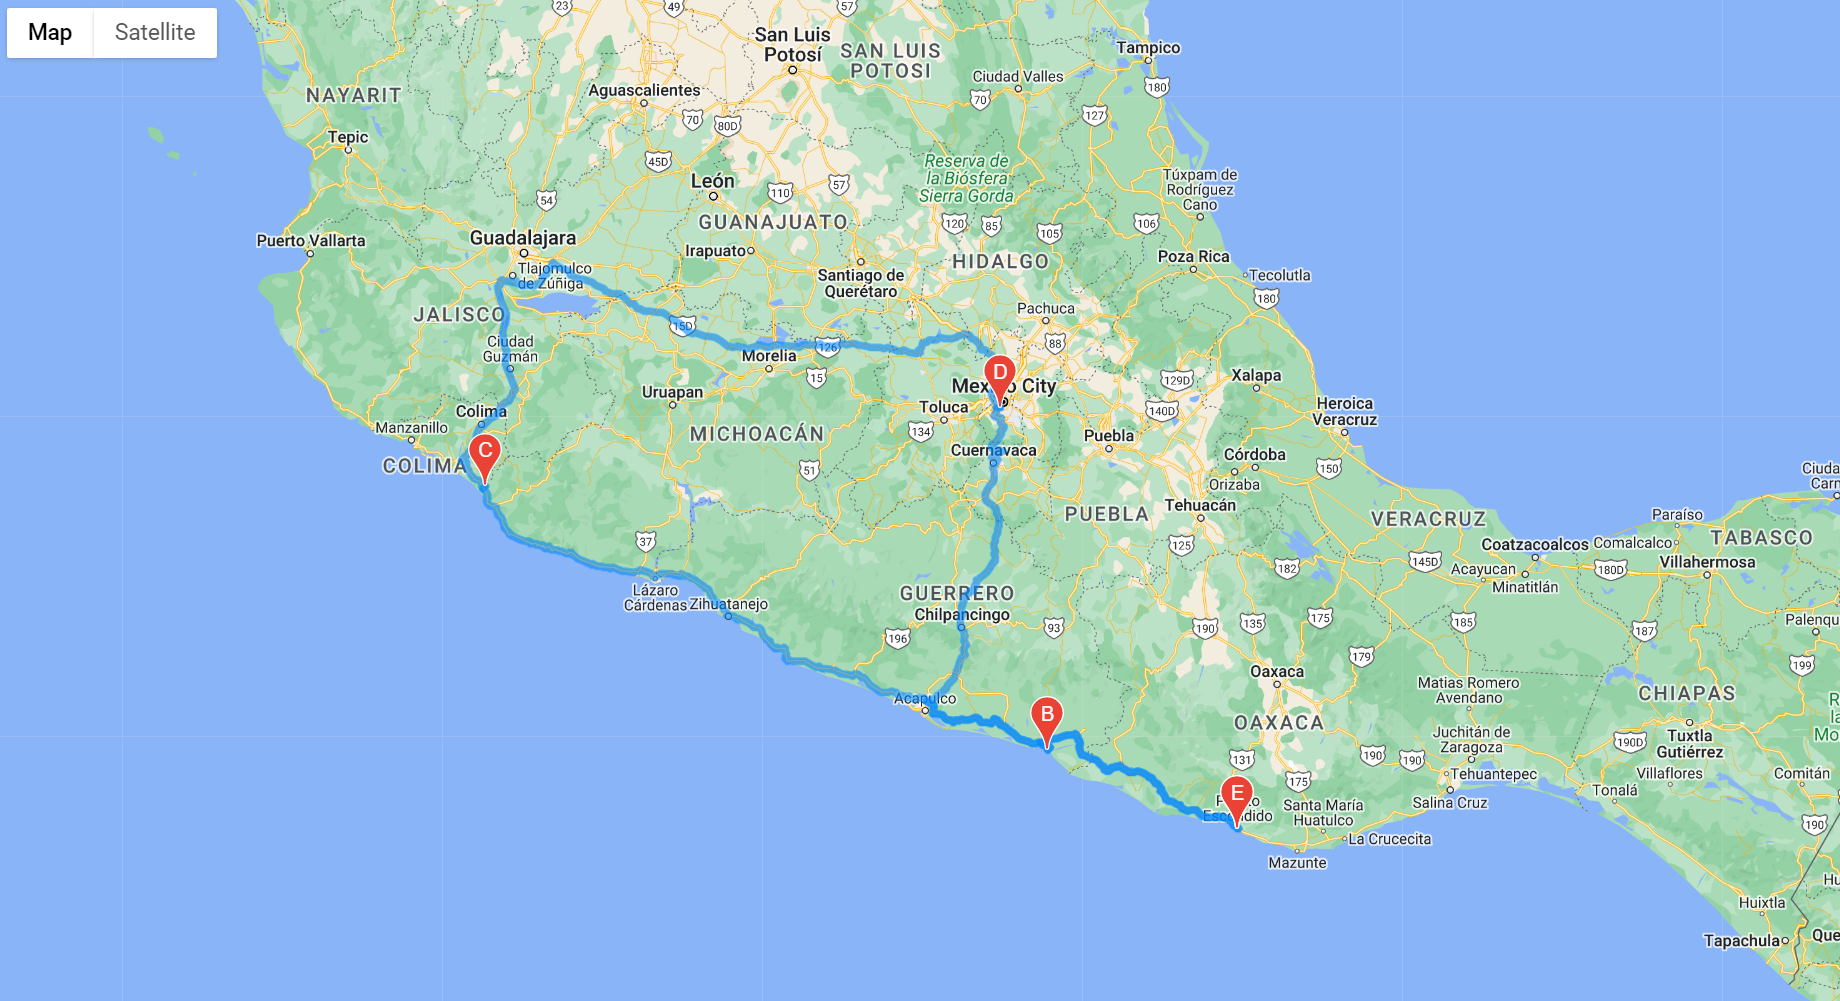 Map
Satellite
23
49
57
San Luis
Potosí
SAN LUIS
POTOSI
Tampico
Ciudad Valles
180
70
Aguascalientes
NAYARIT
127
70
80D
Tepic
45D
Reserva de
la Biósfera
Sierra Gorda
León
57
110
Túxpam de
Rodríguez
Cano
54
GUANAJUATO
120
85
105
106
Puerto Vallarta
Guadalajara
Irapuato
Santiago de
Querétaro
HIDALGO
Poza Rica
Tecolutla
Tlajomulco
de Zúñiga
180
JALISCO
15D
Pachuca
Ciudad
Guzmán
126
88
Morelia
15
Mexico City
129D
Xalapa
Uruapan
Toluca
140D
Heroica
Veracruz
Colima
Manzanillo
MICHOACÁN
134
Puebla
COLIMA
C
D
51
Cuernavaca
Córdoba
150
Orizaba
Ciuda
Carm
PUEBLA
Tehuacán
VERACRUZ
Paraíso
TABASCO
37
125
Coatzacoalcos
Comalcalco
182
145D
Acayucan
180D
Villahermosa
Minatitlán
Lázaro
Cárdenas
Zihuatanejo
GUERRERO
Chilpancingo
196
93
190
135
175
185
187
Palenqu
179
199
Oaxaca
Matias Romero
Avendano
CHIAPAS
Acapulco
B
OAXACA
Juchitán de
Zaragoza
190D
Tuxtla
Gutiérrez
R
la
Mo
131
190
190
Tehuantepec
Villaflores
Comitán
175
E
Puerto
Escondido
Santa María
Huatulco
Salina Cruz
Tonalá
190
La Crucecita
Mazunte
Hu
Huixtla
Tapachula
Que